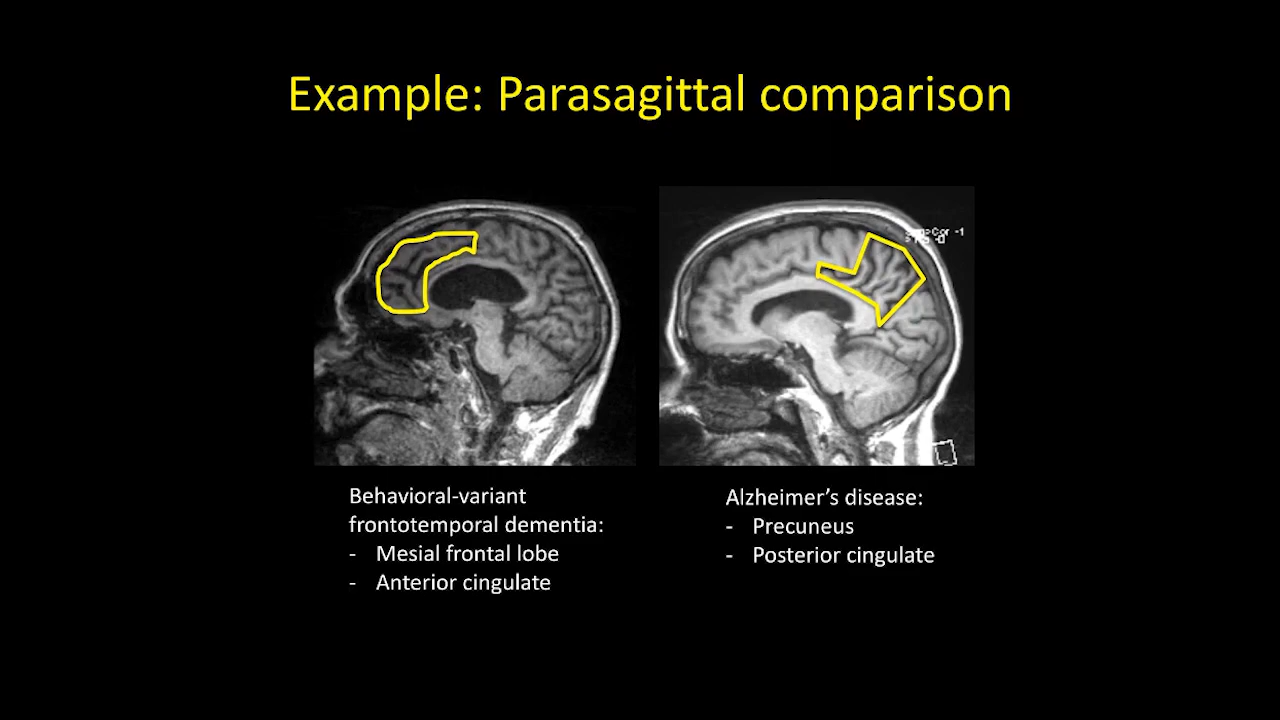 Example: Parasagittal comparison
Behavioral-variant
frontotemporal dementia:
- Mesial frontal lobe
- Anterior cingulate
Alzheimer’s disease:
- Precuneus
- Posterior cingulate